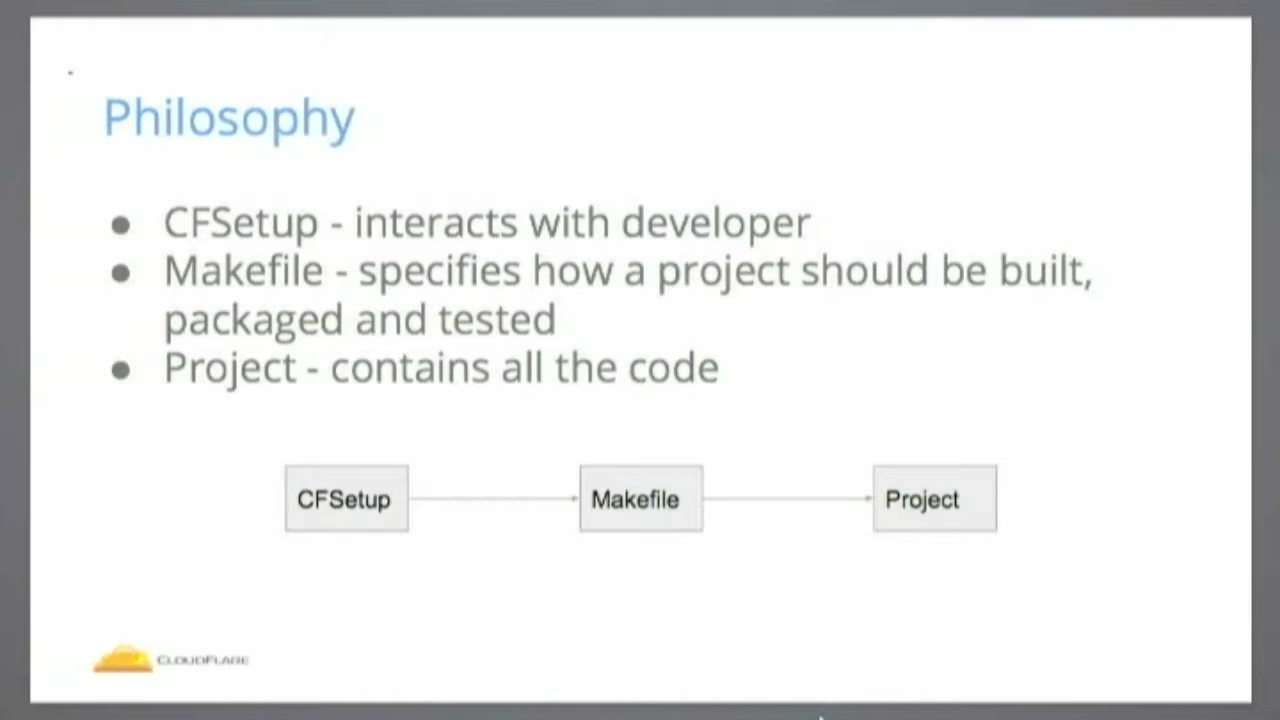 Philosophy
● CFSetup - interacts with developer
● Makefile - specifies how a project should be built,
packaged and tested
● Project - contains all the code
CFSetup
Makefile
Project
CLOUDFLARE